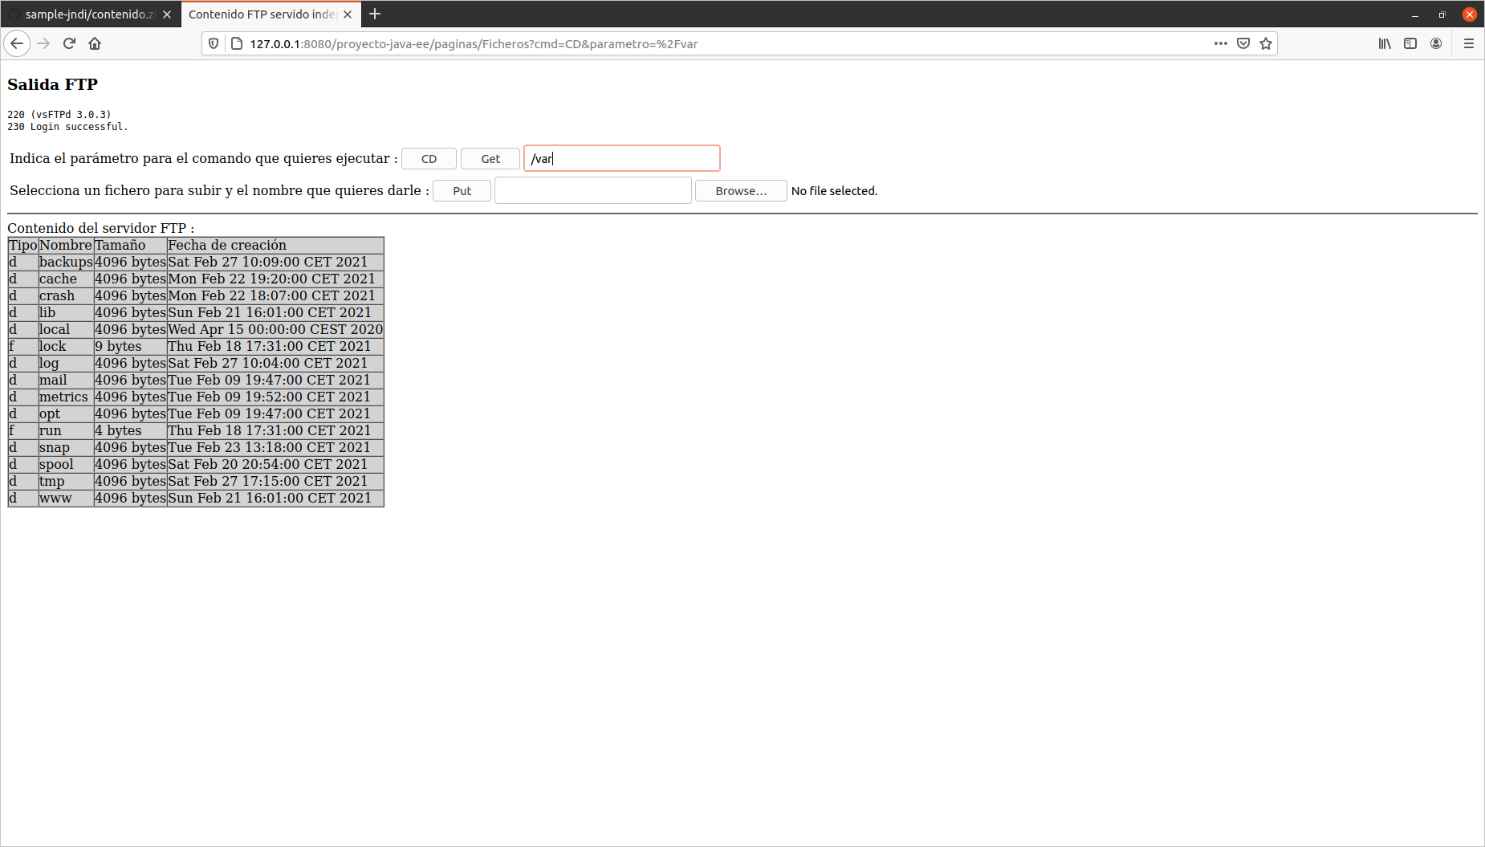 sample-jndi/contenido.z
Contenido FTP servido inde
127.0.0.1:8080/proyecto-java-ee/paginas/Ficheros?cmd=CD&parametro=%2Fvar
Salida FTP
220 (vsFTPd 3.0.3)
230 Login successful.
Indica el parámetro para el comando que quieres ejecutar : CD Get /var
Selecciona un fichero para subir y el nombre que quieres darle : Put Browse... No file selected.
Contenido del servidor FTP :
Tipo Nombre Tamaño Fecha de creación
d backups 4096 bytes Sat Feb 27 10:09:00 CET 2021
d cache 4096 bytes Mon Feb 22 19:20:00 CET 2021
d crash 4096 bytes Mon Feb 22 18:07:00 CET 2021
d lib 4096 bytes Sun Feb 21 16:01:00 CET 2021
d local 4096 bytes Wed Apr 15 00:00:00 CEST 2020
f lock 9 bytes Thu Feb 18 17:31:00 CET 2021
d log 4096 bytes Sat Feb 27 10:04:00 CET 2021
d mail 4096 bytes Tue Feb 09 19:47:00 CET 2021
d metrics 4096 bytes Tue Feb 09 19:52:00 CET 2021
d opt 4096 bytes Tue Feb 09 19:47:00 CET 2021
f run 4 bytes Thu Feb 18 17:31:00 CET 2021
d snap 4096 bytes Tue Feb 23 13:18:00 CET 2021
d spool 4096 bytes Sat Feb 20 20:54:00 CET 2021
d tmp 4096 bytes Sat Feb 27 17:15:00 CET 2021
d www 4096 bytes Sun Feb 21 16:01:00 CET 2021